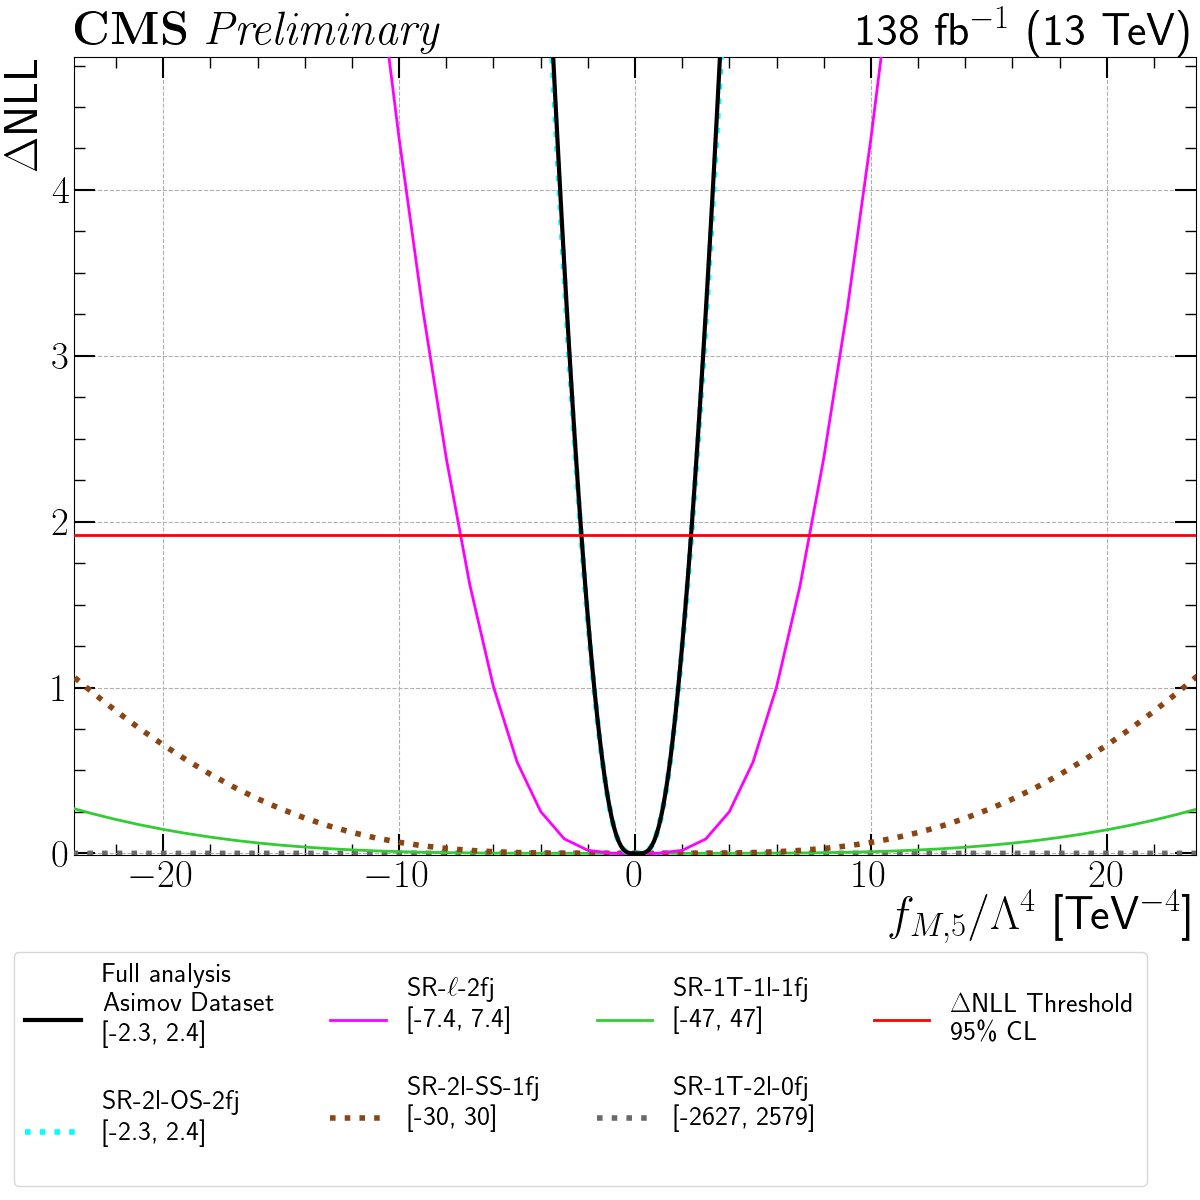 CMS Preliminary 138 fb⁻¹ (13 TeV)
ΔNLL
4
3
2
1
0
−20 −10 0 10 20
f_{M,5}/Λ⁴ [TeV⁻⁴]
Full analysis
Asimov Dataset
[-2.3, 2.4]
SR-2l-OS-2fj
[-2.3, 2.4]
SR-ℓ-2fj
[-7.4, 7.4]
SR-2l-SS-1fj
[-30, 30]
SR-1T-1l-1fj
[-47, 47]
SR-1T-2l-0fj
[-2627, 2579]
ΔNLL Threshold
95% CL